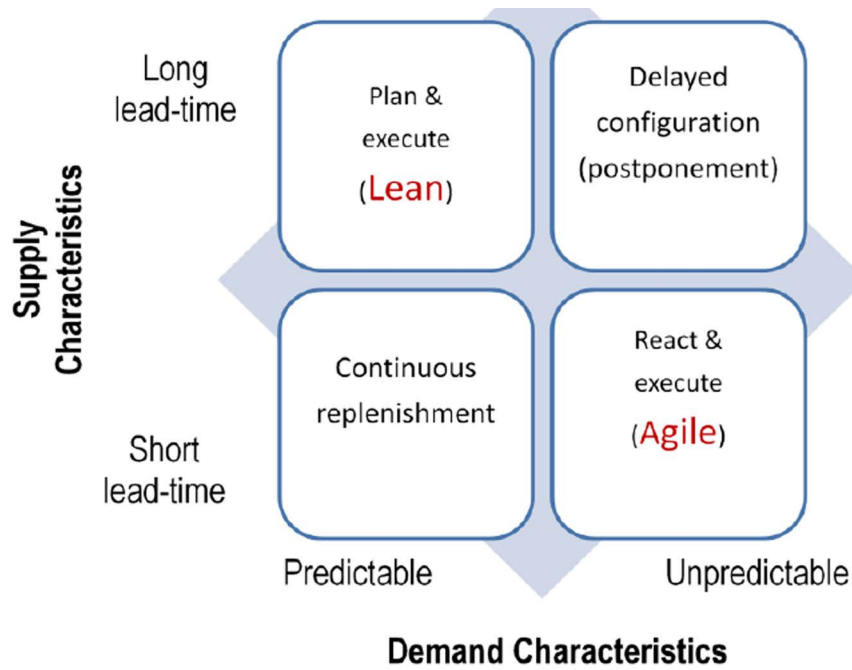 Long
lead-time
Plan &
execute
(Lean)
Delayed
configuration
(postponement)
Supply
Characteristics
Short
lead-time
Continuous
replenishment
React &
execute
(Agile)
Predictable
Unpredictable
Demand Characteristics